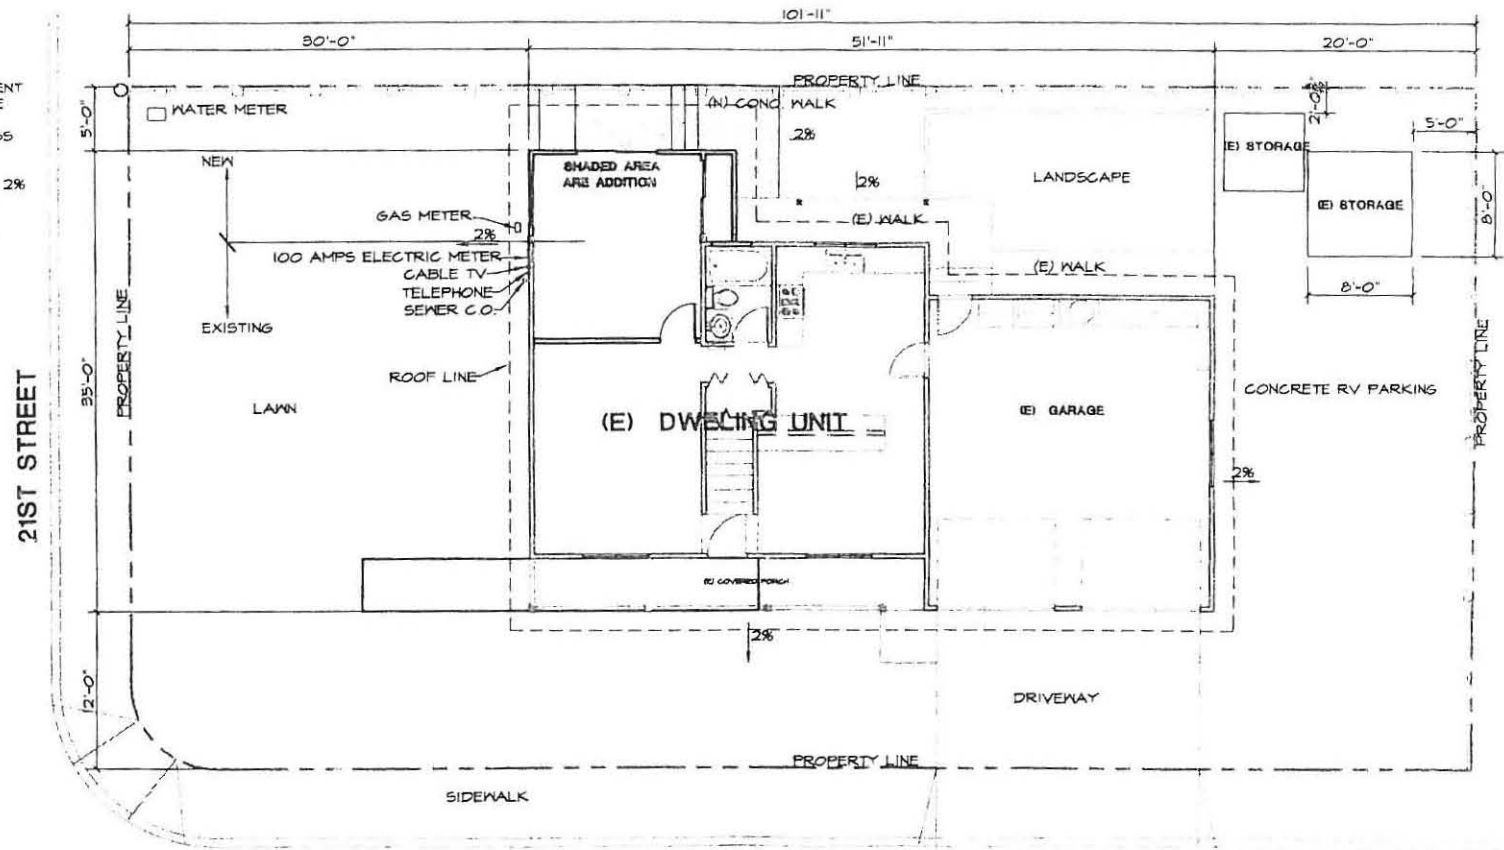 101'-11"
30'-0"
51'-11"
20'-0"
ENT
PROPERTY LINE
WATER METER
(N) CONC. WALK
2'-0"
5'-0"
5'-0"
2%
(E) STORAGE
NEW
SHADED AREA
ARE ADDITION
2%
LANDSCAPE
2%
(E) STORAGE
8'-0"
GAS METER
(E) WALK
2%
100 AMPS ELECTRIC METER
(E) WALK
CABLE TV
TELEPHONE
8'-0"
SEWER C.O.
EXISTING
PROPERTY LINE
ROOF LINE
PROPERTY LINE
35'-0"
CONCRETE RV PARKING
LAWN
(E) DWELING UNIT
(E) GARAGE
21ST STREET
2%
(E) COVERED PORCH
2%
12'-0"
DRIVEWAY
PROPERTY LINE
SIDEWALK